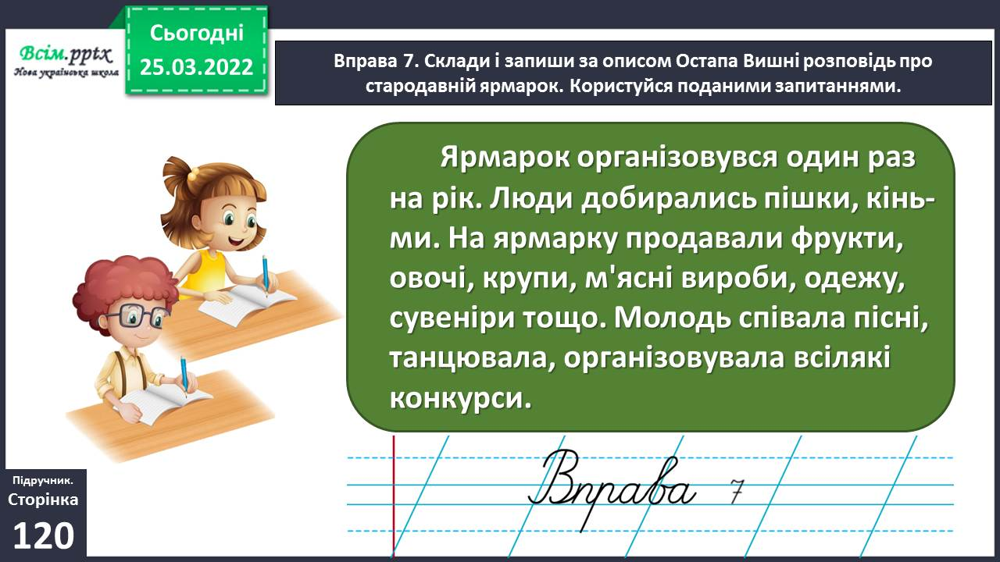 Всім.pptx
Нова українська школа
Сьогодні
25.03.2022
Вправа 7. Склади і запиши за описом Остапа Вишні розповідь про
стародавній ярмарок. Користуйся поданими запитаннями.
Ярмарок організовувся один раз
на рік. Люди добирались пішки, кінь-
ми. На ярмарку продавали фрукти,
овочі, крупи, м'ясні вироби, одежу,
сувеніри тощо. Молодь співала пісні,
танцювала, організовувала всілякі
конкурси.
Вправа 7
Підручник.
Сторінка
120